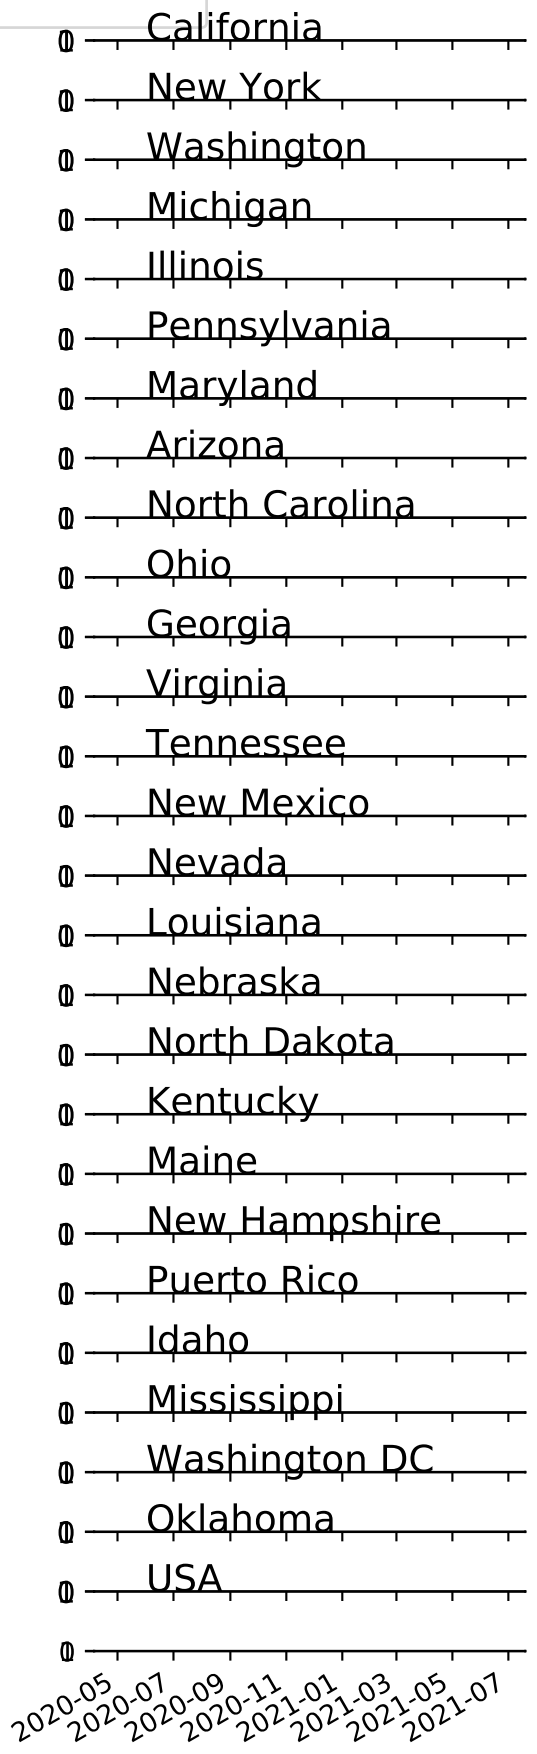 California
New York
Washington
Michigan
Illinois
Pennsylvania
Maryland
Arizona
North Carolina
Ohio
Georgia
Virginia
Tennessee
New Mexico
Nevada
Louisiana
Nebraska
North Dakota
Kentucky
Maine
New Hampshire
Puerto Rico
Idaho
Mississippi
Washington DC
Oklahoma
USA
0
2020-05 2020-07 2020-09 2020-11 2021-01 2021-03 2021-05 2021-07